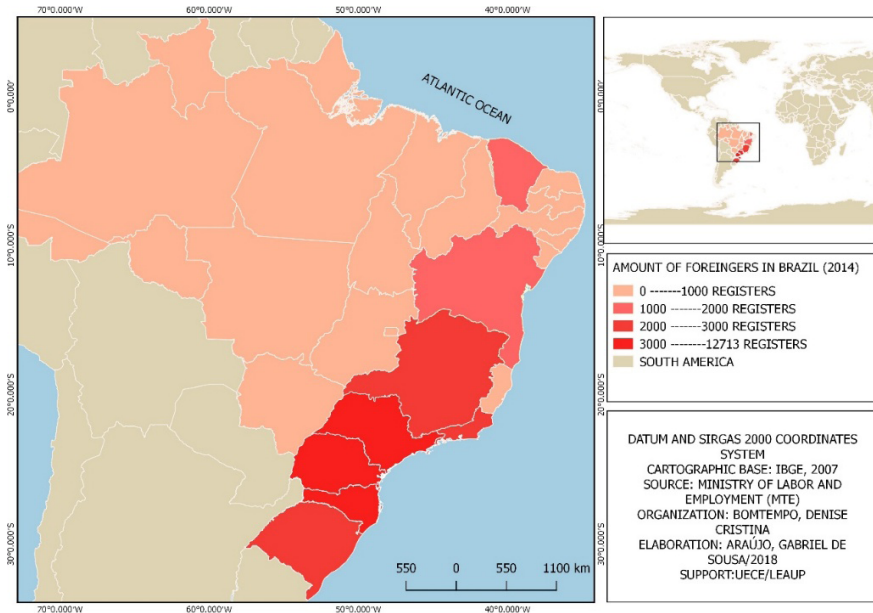 70°0.000'W 60°0.000'W 50°0.000'W 40°0.000'W
0°0.000'
10°0.000'S
20°0.000'S
30°0.000'S
ATLANTIC OCEAN
550 0 550 1100 km
70°0.000'W 60°0.000'W 50°0.000'W 40°0.000'W
0°0.000'
10°0.000'S
20°0.000'S
30°0.000'S
AMOUNT OF FOREINGERS IN BRAZIL (2014)
0 -------1000 REGISTERS
1000 -------2000 REGISTERS
2000 -------3000 REGISTERS
3000 --------12713 REGISTERS
SOUTH AMERICA
DATUM AND SIRGAS 2000 COORDINATES
SYSTEM
CARTOGRAPHIC BASE: IBGE, 2007
SOURCE: MINISTRY OF LABOR AND
EMPLOYMENT (MTE)
ORGANIZATION: BOMTEMPO, DENISE
CRISTINA
ELABORATION: ARAÚJO, GABRIEL DE
SOUSA/2018
SUPPORT:UECE/LEAUP